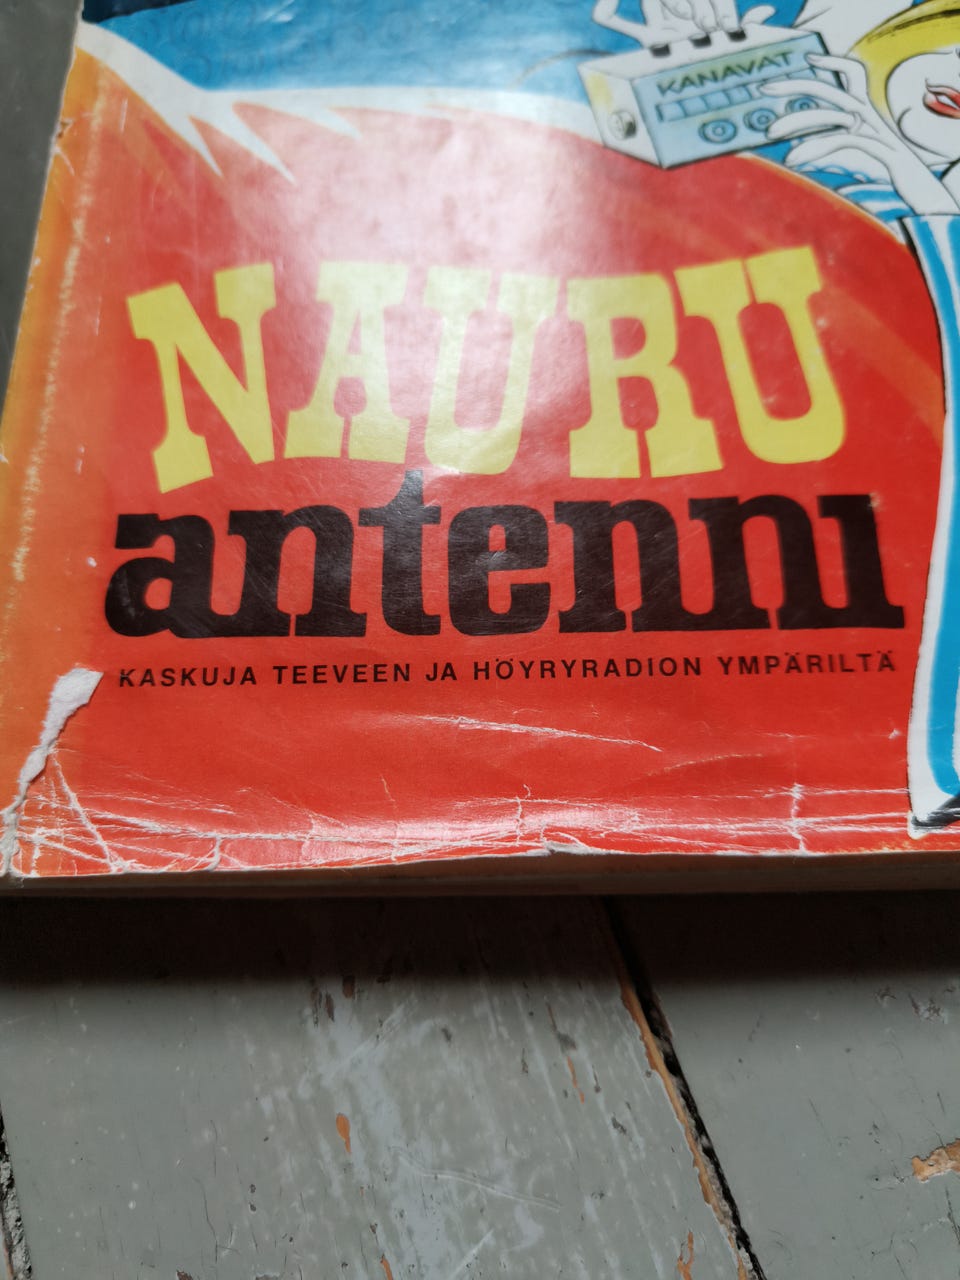 KANAVAT
NAURU
antenni
KASKUJA TEEVEEN JA HÖYRYRADION YMPÄRILTÄ